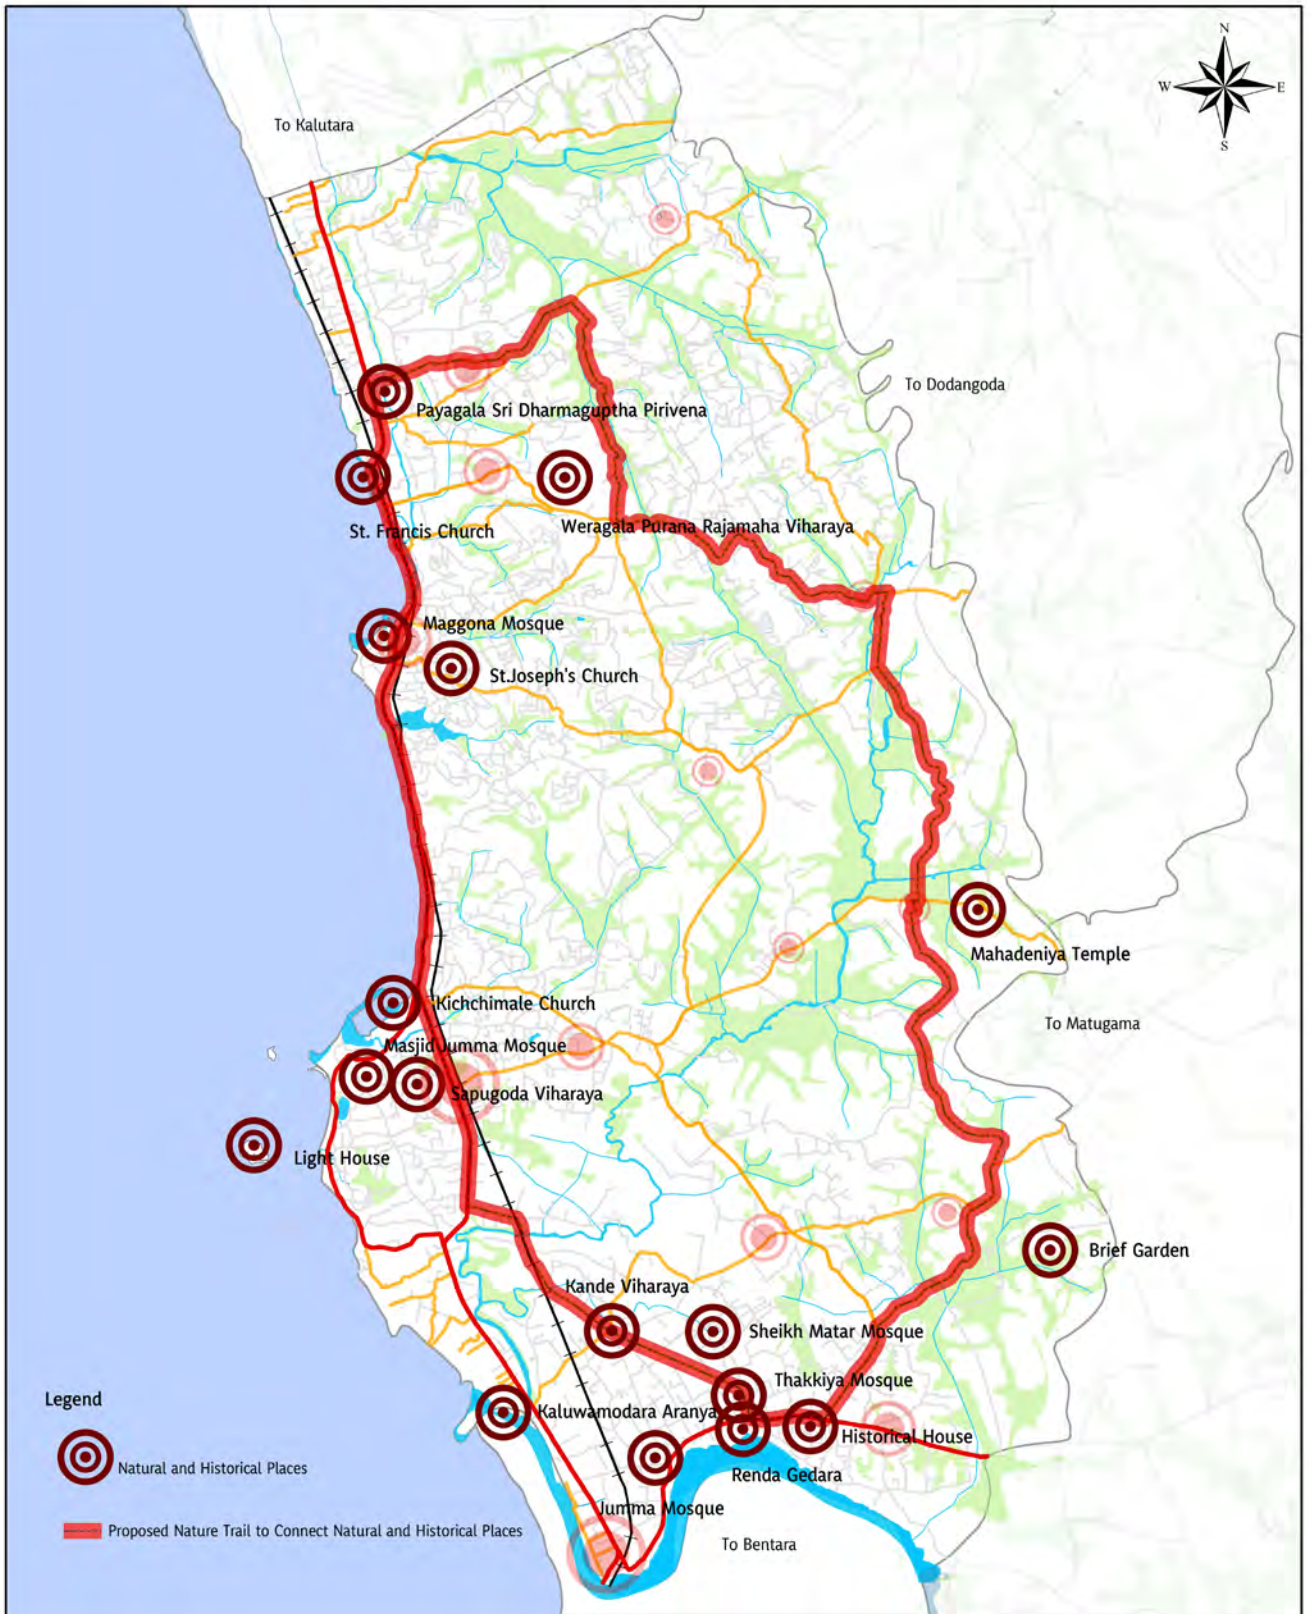 N
W
E
S
To Kalutara
To Dodangoda
Payagala Sri Dharmaguptha Pirivena
Weragala Purana Rajamaha Viharaya
St. Francis Church
Maggona Mosque
St.Joseph's Church
Mahadeniya Temple
Kichchimale Church
To Matugama
Masjid Jumma Mosque
Sapugoda Viharaya
Light House
Brief Garden
Kande Viharaya
Sheikh Matar Mosque
Thakkiya Mosque
Kaluwamodara Aranya
Historical House
Renda Gedara
Jumma Mosque
To Bentara
Legend
Natural and Historical Places
Proposed Nature Trail to Connect Natural and Historical Places